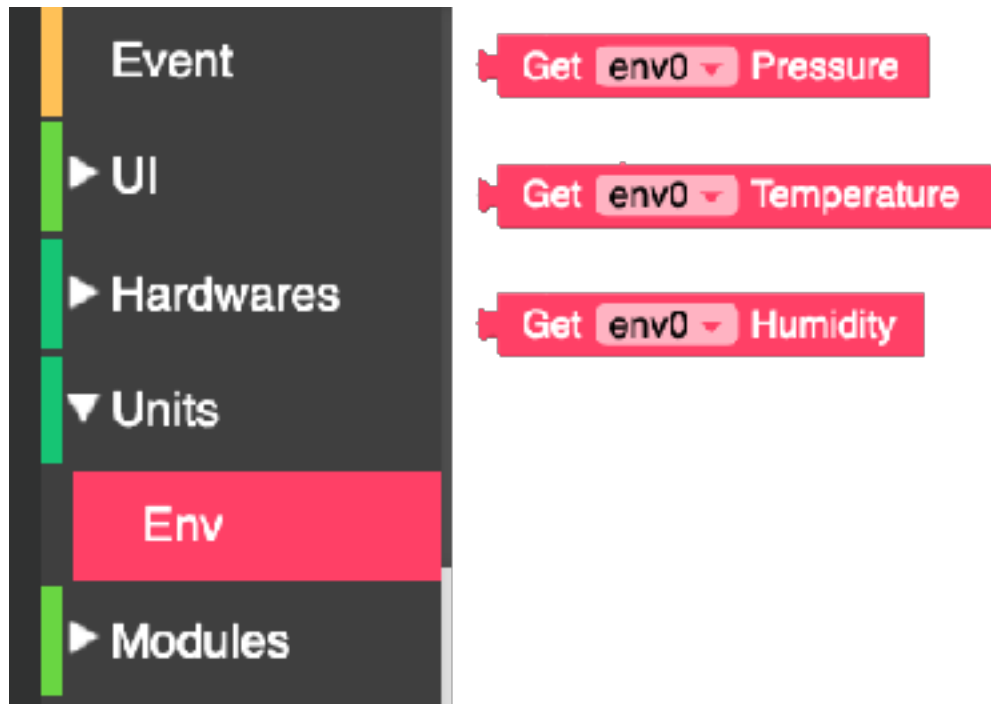 Event
UI
Hardwares
Units
Env
Modules
Get env0 Pressure
Get env0 Temperature
Get env0 Humidity